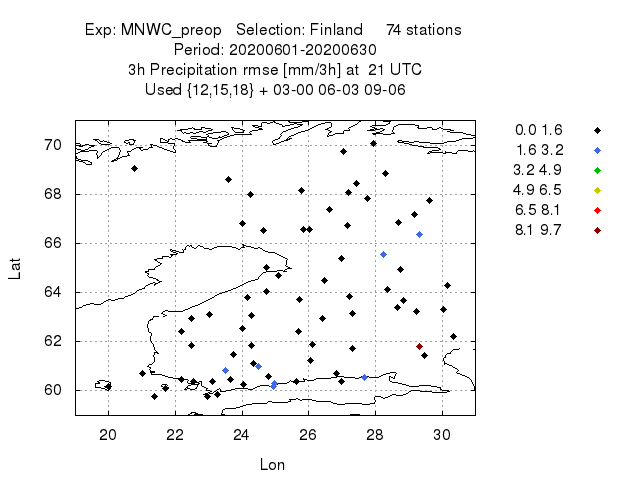 Exp: MNWC_preop   Selection: Finland     74 stations
Period: 20200601-20200630
3h Precipitation rmse [mm/3h] at  21 UTC
Used {12,15,18} + 03-00 06-03 09-06
0.0 1.6
1.6 3.2
3.2 4.9
4.9 6.5
6.5 8.1
8.1 9.7
70
68
66
64
62
60
Lat
20 22 24 26 28 30
Lon